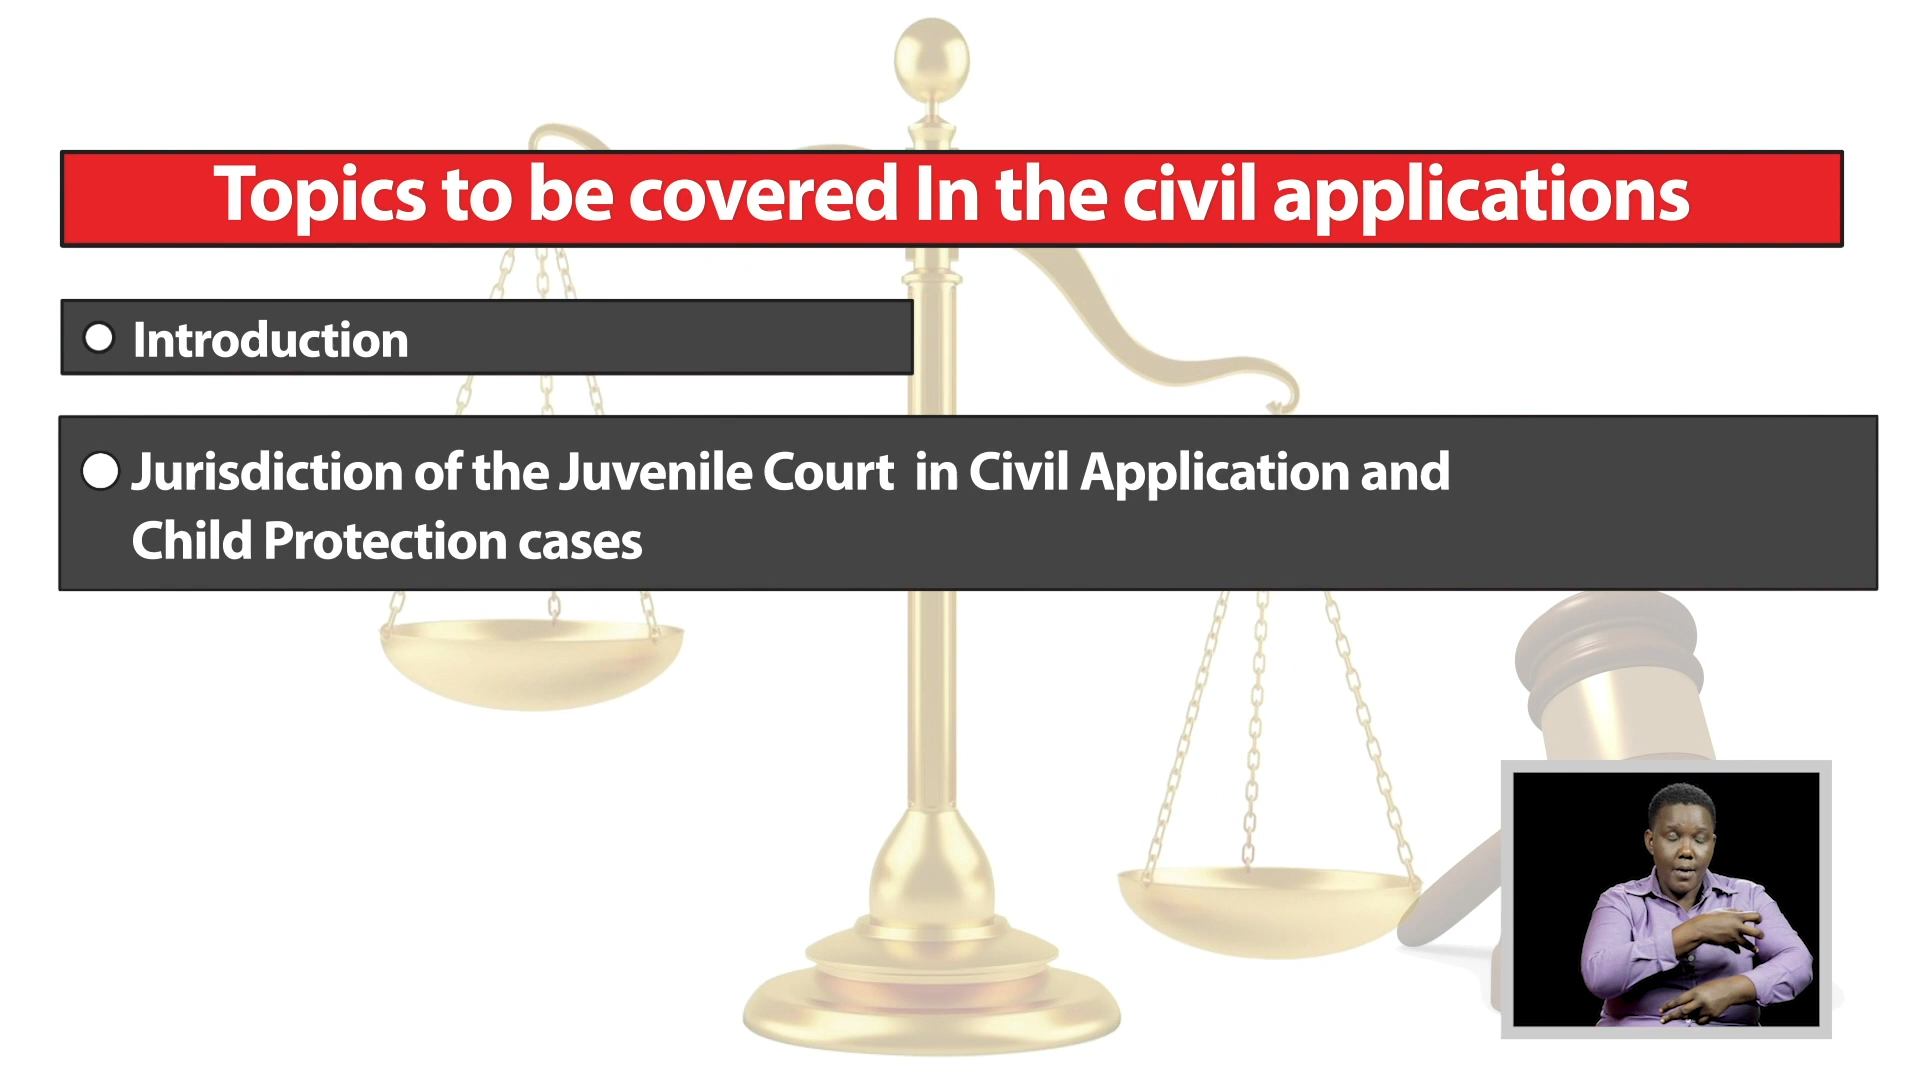 Topics to be covered In the civil applications
Introduction
Jurisdiction of the Juvenile Court in Civil Application and
Child Protection cases